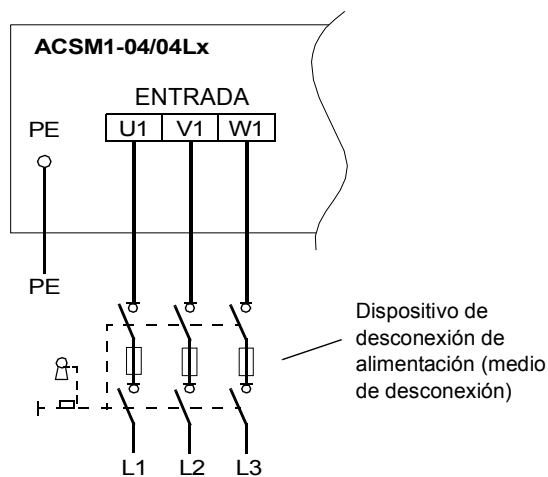 ACSM1-04/04Lx
ENTRADA
PE
U1 V1 W1
PE
Dispositivo de
desconexión de
alimentación (medio
de desconexión)
L1 L2 L3